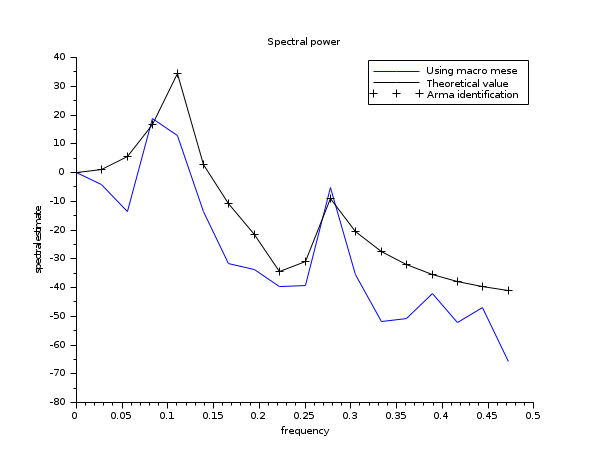 Spectral power
Using macro mese
Theoretical value
Arma identification
spectral estimate
40
30
20
10
0
-10
-20
-30
-40
-50
-60
-70
-80
0 0.05 0.1 0.15 0.2 0.25 0.3 0.35 0.4 0.45 0.5
frequency